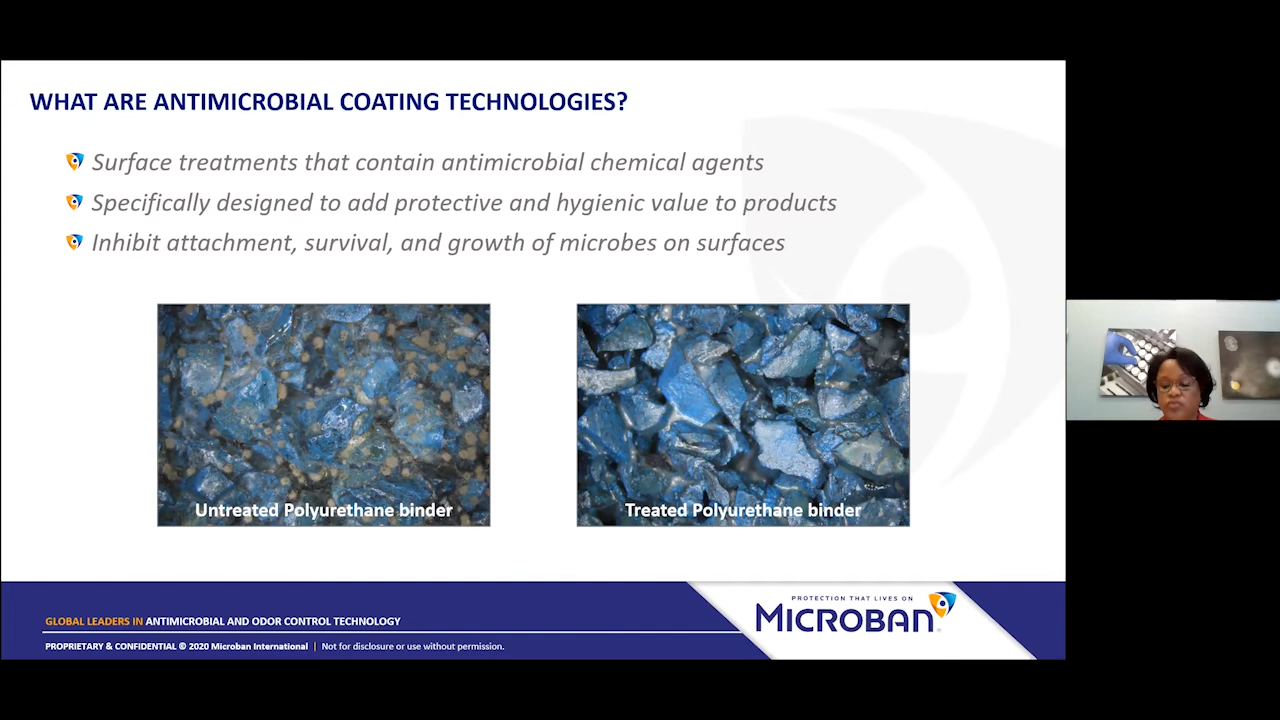 WHAT ARE ANTIMICROBIAL COATING TECHNOLOGIES?
Surface treatments that contain antimicrobial chemical agents
Specifically designed to add protective and hygienic value to products
Inhibit attachment, survival, and growth of microbes on surfaces
Untreated Polyurethane binder
Treated Polyurethane binder
PROTECTION THAT LIVES ON
MICROBAN®
GLOBAL LEADERS IN ANTIMICROBIAL AND ODOR CONTROL TECHNOLOGY
PROPRIETARY & CONFIDENTIAL © 2020 Microban International | Not for disclosure or use without permission.